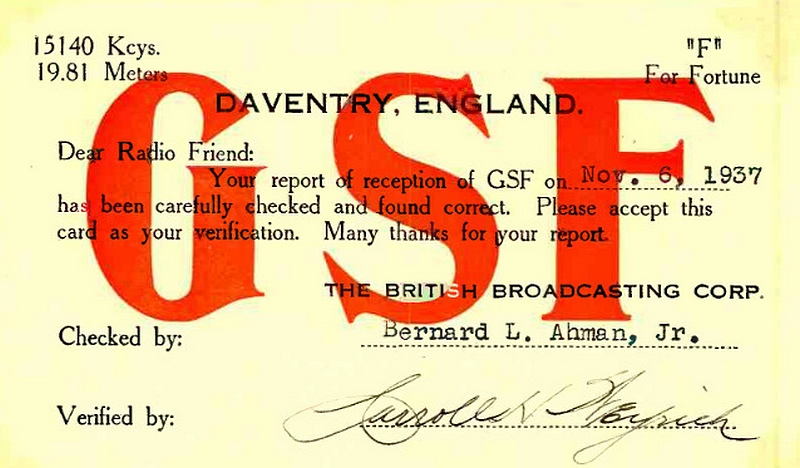 15140 Kcys.
"F"
19.81 Meters
For Fortune
GSF
DAVENTRY, ENGLAND.
Dear Radio Friend:
Your report of reception of GSF on Nov. 6, 1937
has been carefully checked and found correct. Please accept this
card as your verification. Many thanks for your report.
THE BRITISH BROADCASTING CORP.
Checked by: Bernard L. Ahman, Jr.
Verified by: Carroll H Weyrich